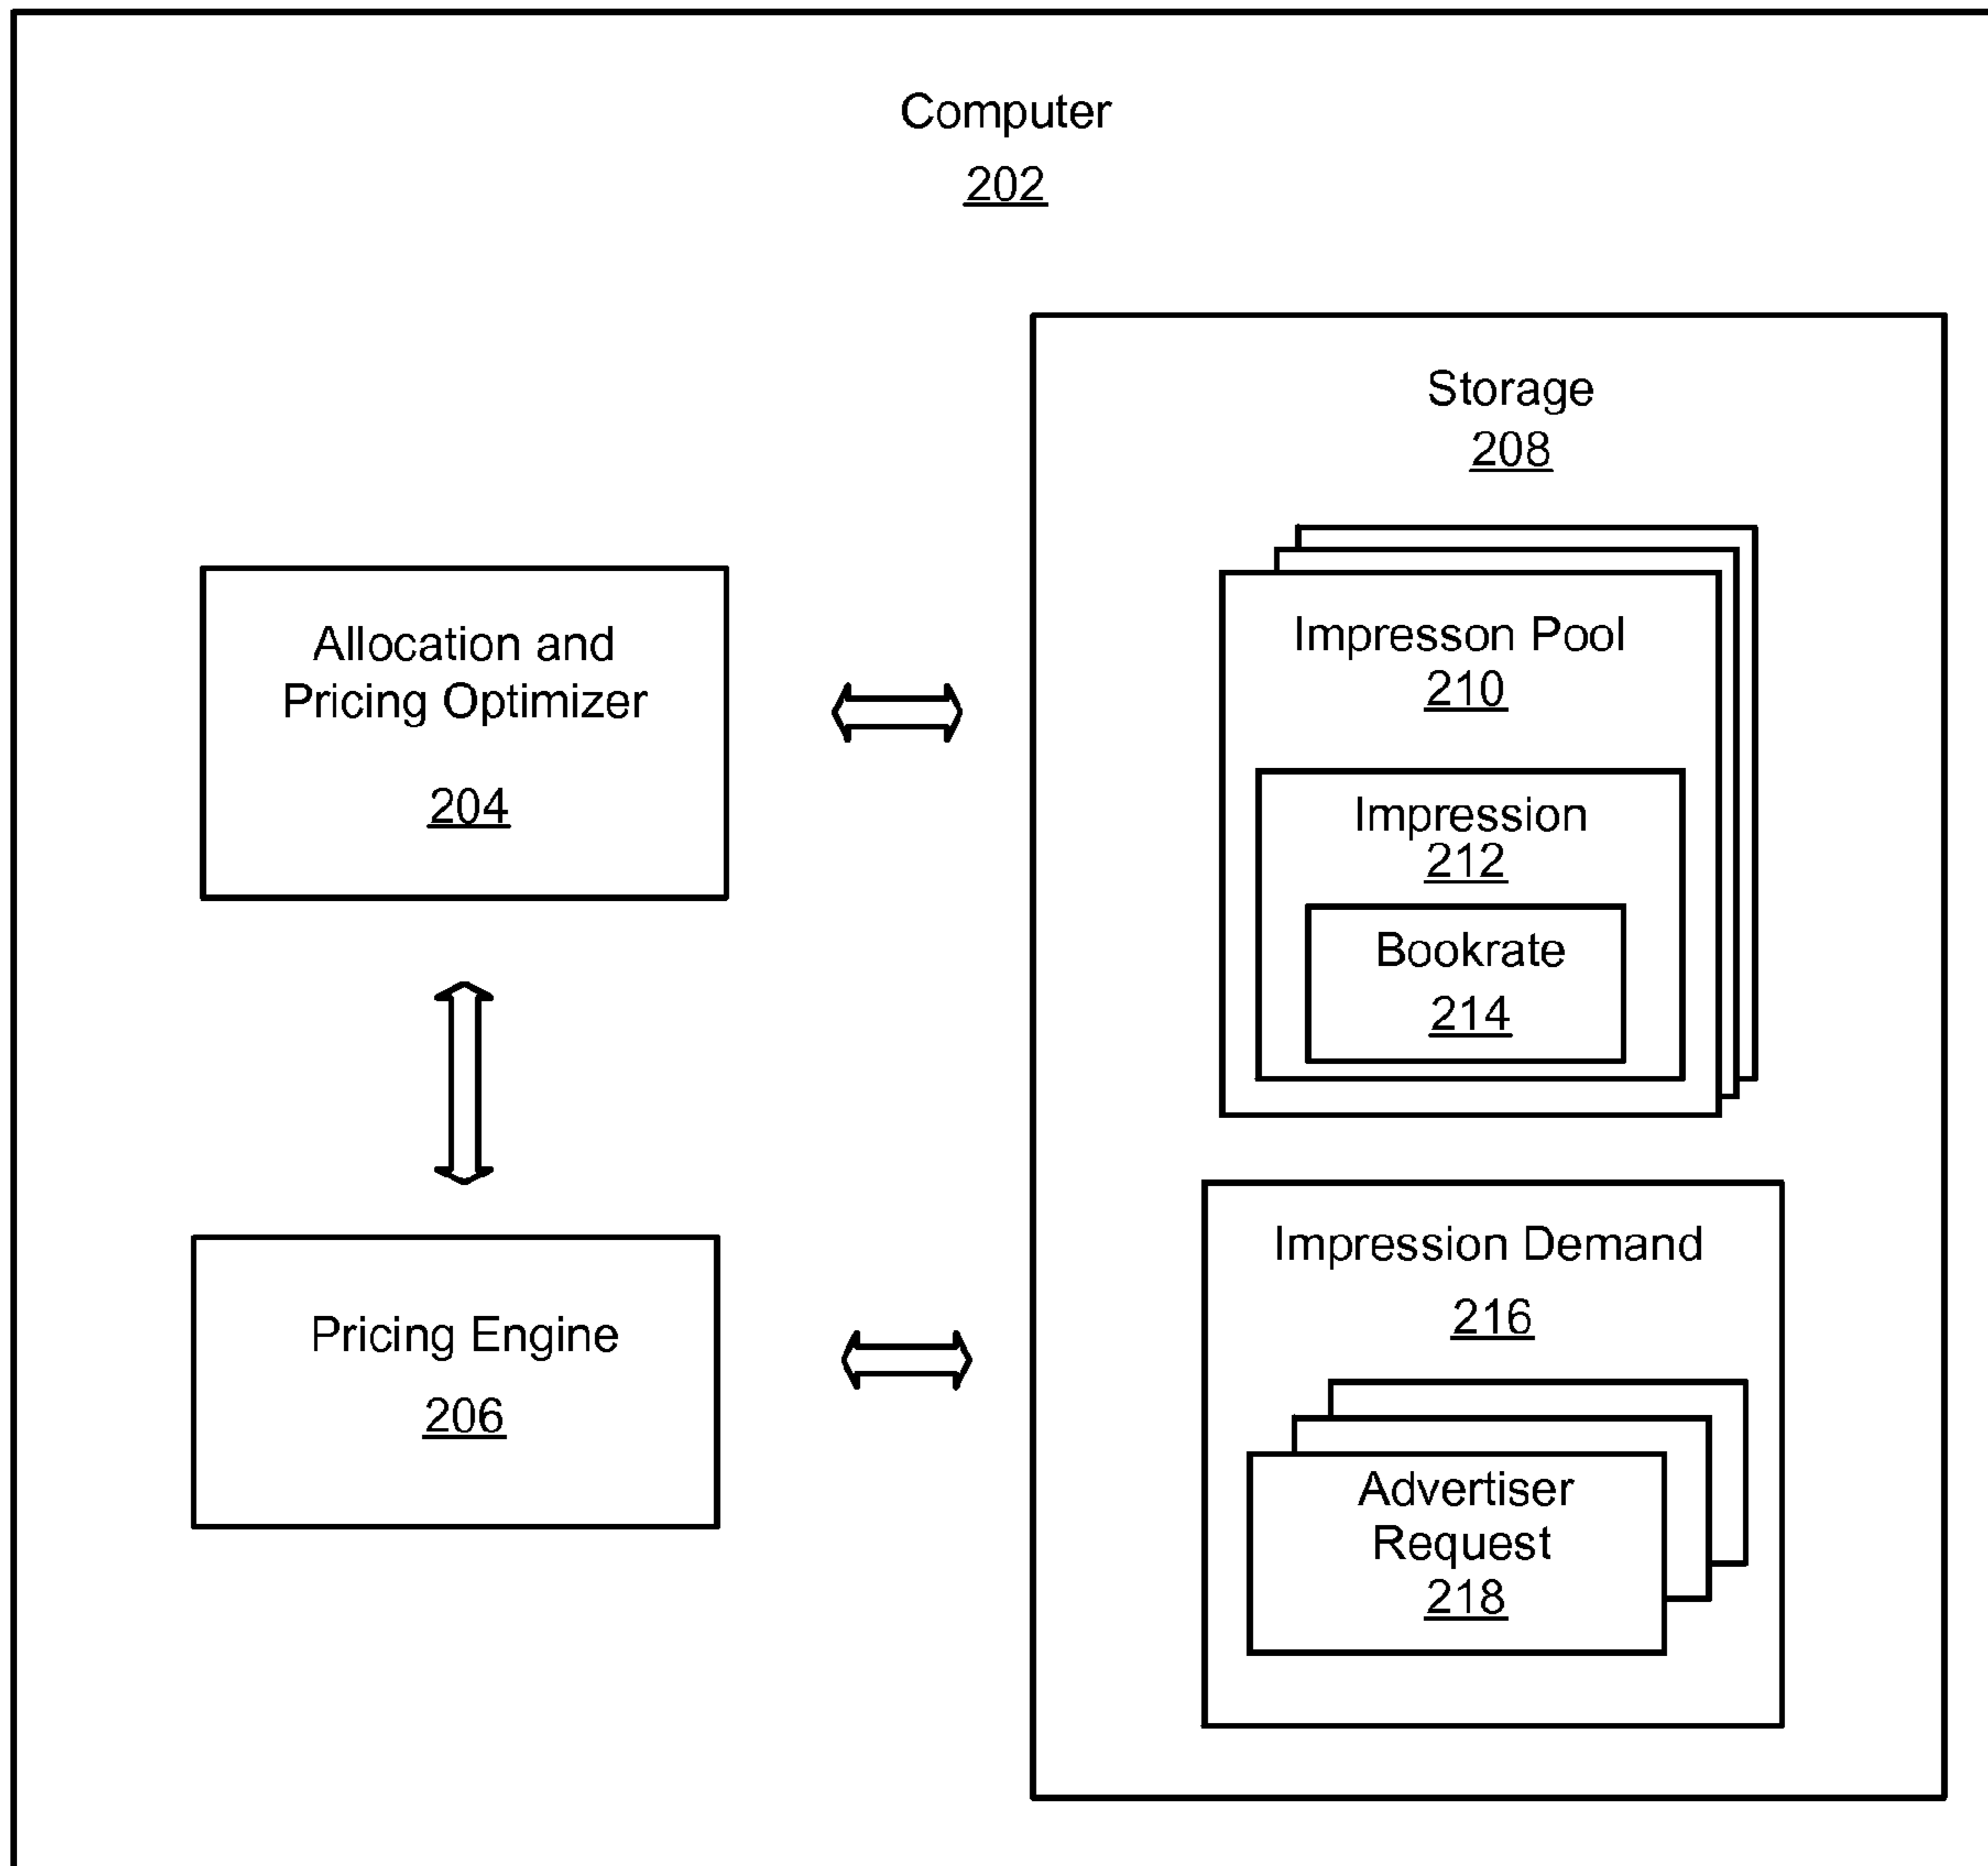 Computer
202
Allocation and
Pricing Optimizer
204
Pricing Engine
206
Storage
208
Impresson Pool
210
Impression
212
Bookrate
214
Impression Demand
216
Advertiser
Request
218